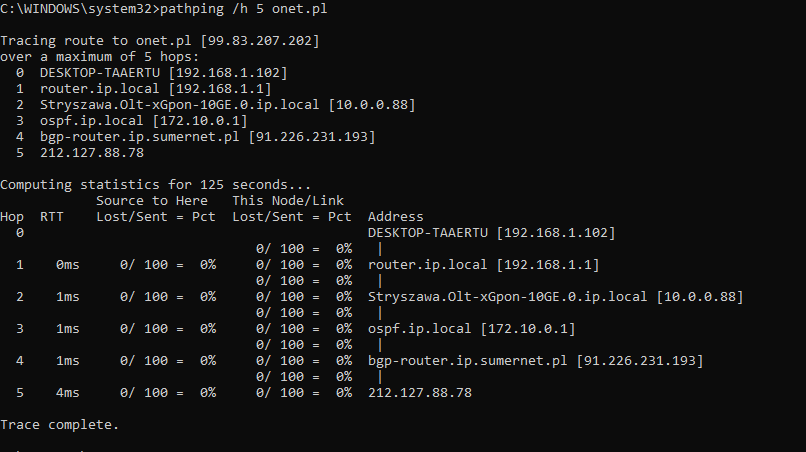 C:\WINDOWS\system32>pathping /h 5 onet.pl
Tracing route to onet.pl [99.83.207.202]
over a maximum of 5 hops:
  0  DESKTOP-TAAERTU [192.168.1.102]
  1  router.ip.local [192.168.1.1]
  2  Stryszawa.Olt-xGpon-10GE.0.ip.local [10.0.0.88]
  3  ospf.ip.local [172.10.0.1]
  4  bgp-router.ip.sumernet.pl [91.226.231.193]
  5  212.127.88.78
Computing statistics for 125 seconds...
            Source to Here   This Node/Link
Hop  RTT    Lost/Sent = Pct  Lost/Sent = Pct  Address
  0                                           DESKTOP-TAAERTU [192.168.1.102]
                                0/ 100 =  0%   |
  1    0ms     0/ 100 =  0%     0/ 100 =  0%  router.ip.local [192.168.1.1]
                                0/ 100 =  0%   |
  2    1ms     0/ 100 =  0%     0/ 100 =  0%  Stryszawa.Olt-xGpon-10GE.0.ip.local [10.0.0.88]
                                0/ 100 =  0%   |
  3    1ms     0/ 100 =  0%     0/ 100 =  0%  ospf.ip.local [172.10.0.1]
                                0/ 100 =  0%   |
  4    1ms     0/ 100 =  0%     0/ 100 =  0%  bgp-router.ip.sumernet.pl [91.226.231.193]
                                0/ 100 =  0%   |
  5    4ms     0/ 100 =  0%     0/ 100 =  0%  212.127.88.78
Trace complete.